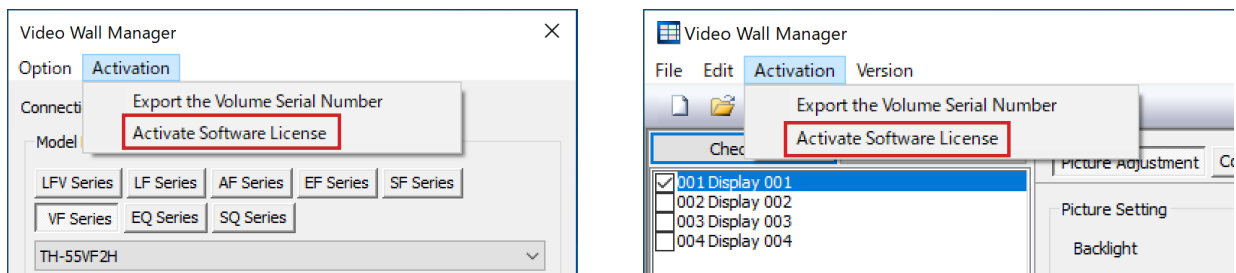 Video Wall Manager
Option Activation
Export the Volume Serial Number
Connecti
Activate Software License
Model
LFV Series LF Series AF Series EF Series SF Series
VF Series EQ Series SQ Series
TH-55VF2H
Video Wall Manager
File Edit Activation Version
Export the Volume Serial Number
Activate Software License
Chec
Picture Adjustment Co
001 Display 001
002 Display 002
003 Display 003
004 Display 004
Picture Setting
Backlight